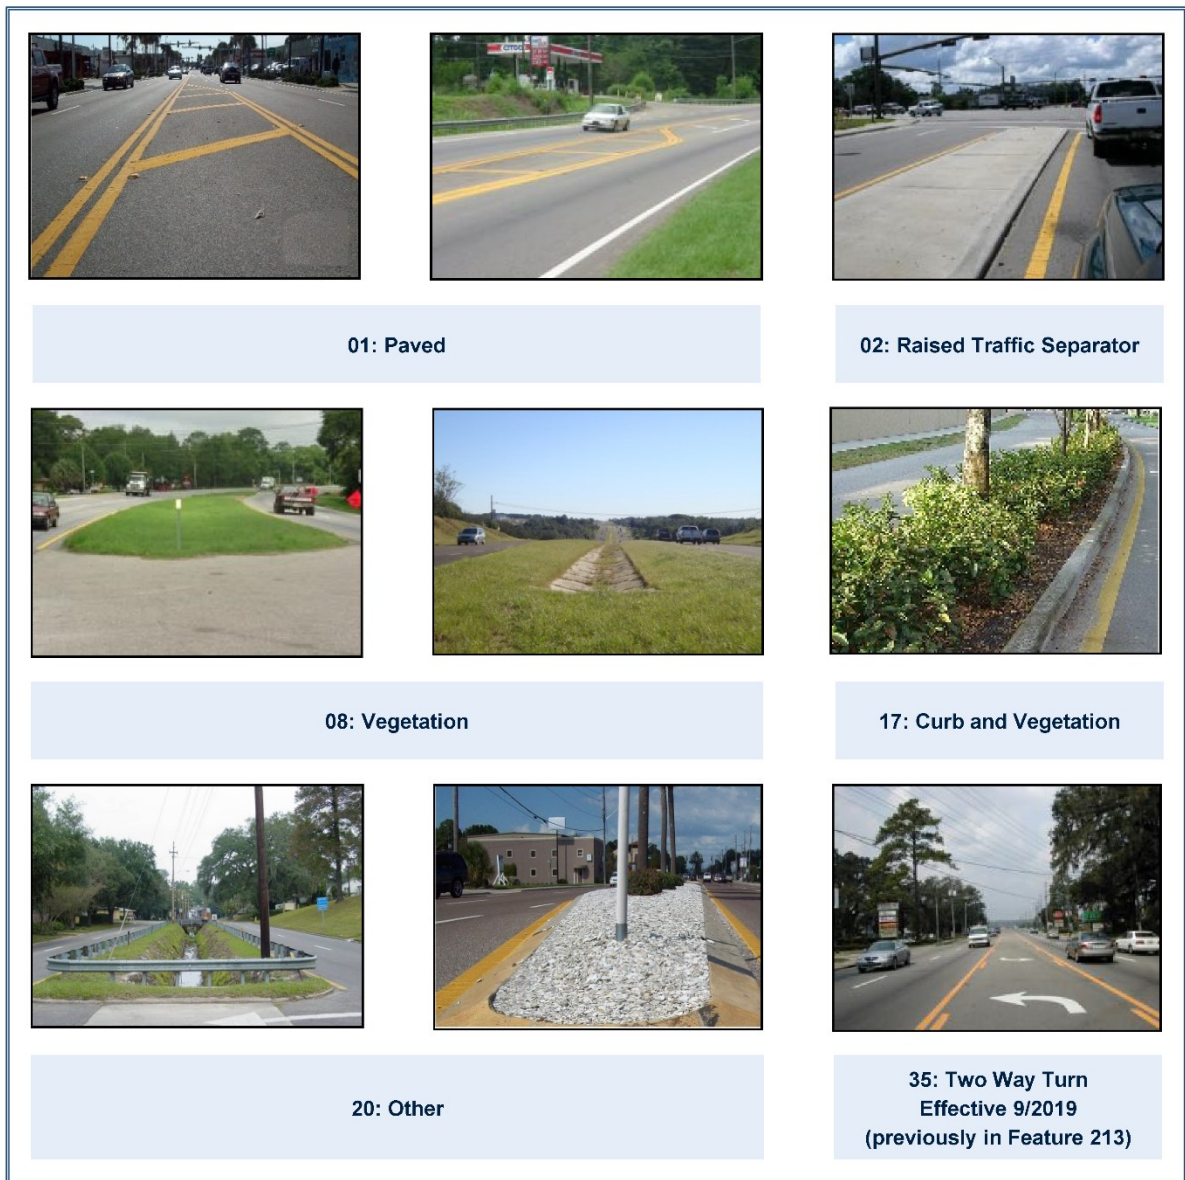 CITGO
01: Paved
02: Raised Traffic Separator
08: Vegetation
17: Curb and Vegetation
20: Other
35: Two Way Turn
Effective 9/2019
(previously in Feature 213)